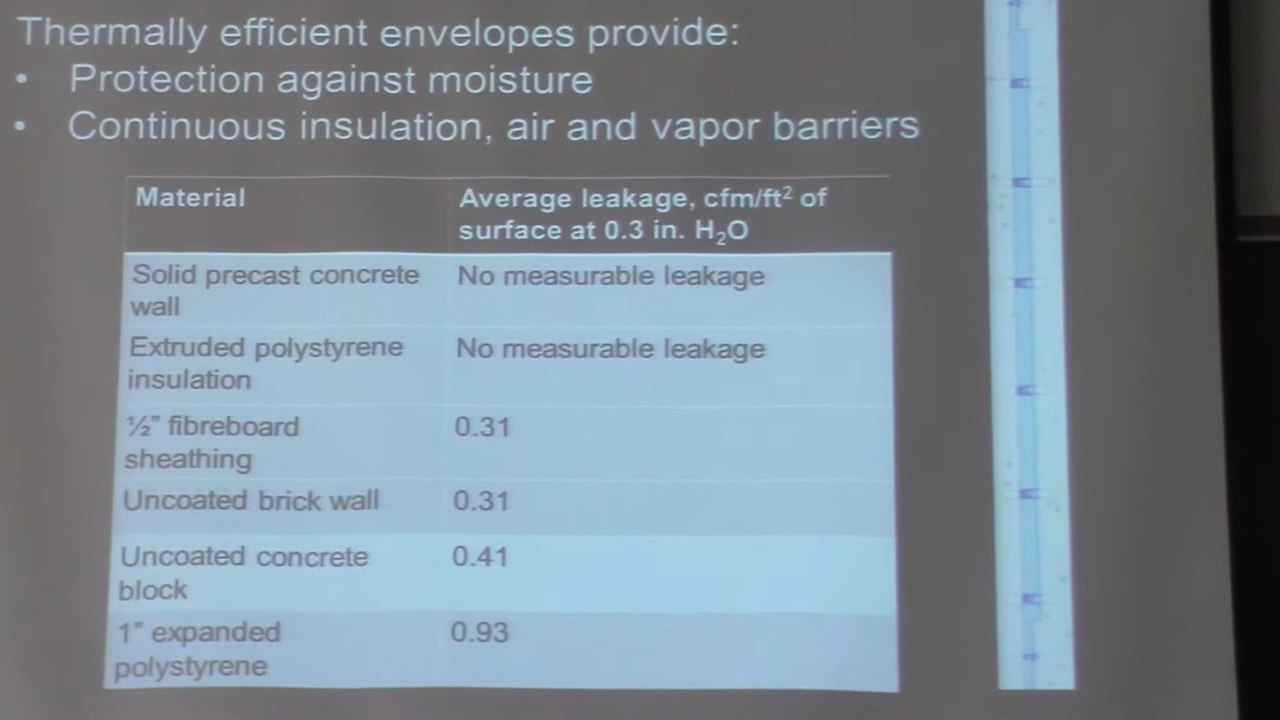 Thermally efficient envelopes provide:
• Protection against moisture
• Continuous insulation, air and vapor barriers
Material
Average leakage, cfm/ft² of
surface at 0.3 in. H₂O
Solid precast concrete
wall
No measurable leakage
Extruded polystyrene
insulation
No measurable leakage
½” fibreboard
sheathing
0.31
Uncoated brick wall
0.31
Uncoated concrete
block
0.41
1” expanded
polystyrene
0.93